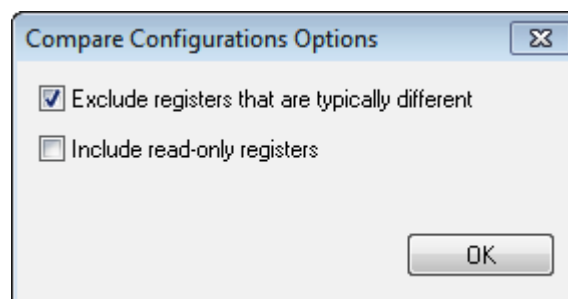 Compare Configurations Options
Exclude registers that are typically different
Include read-only registers
OK